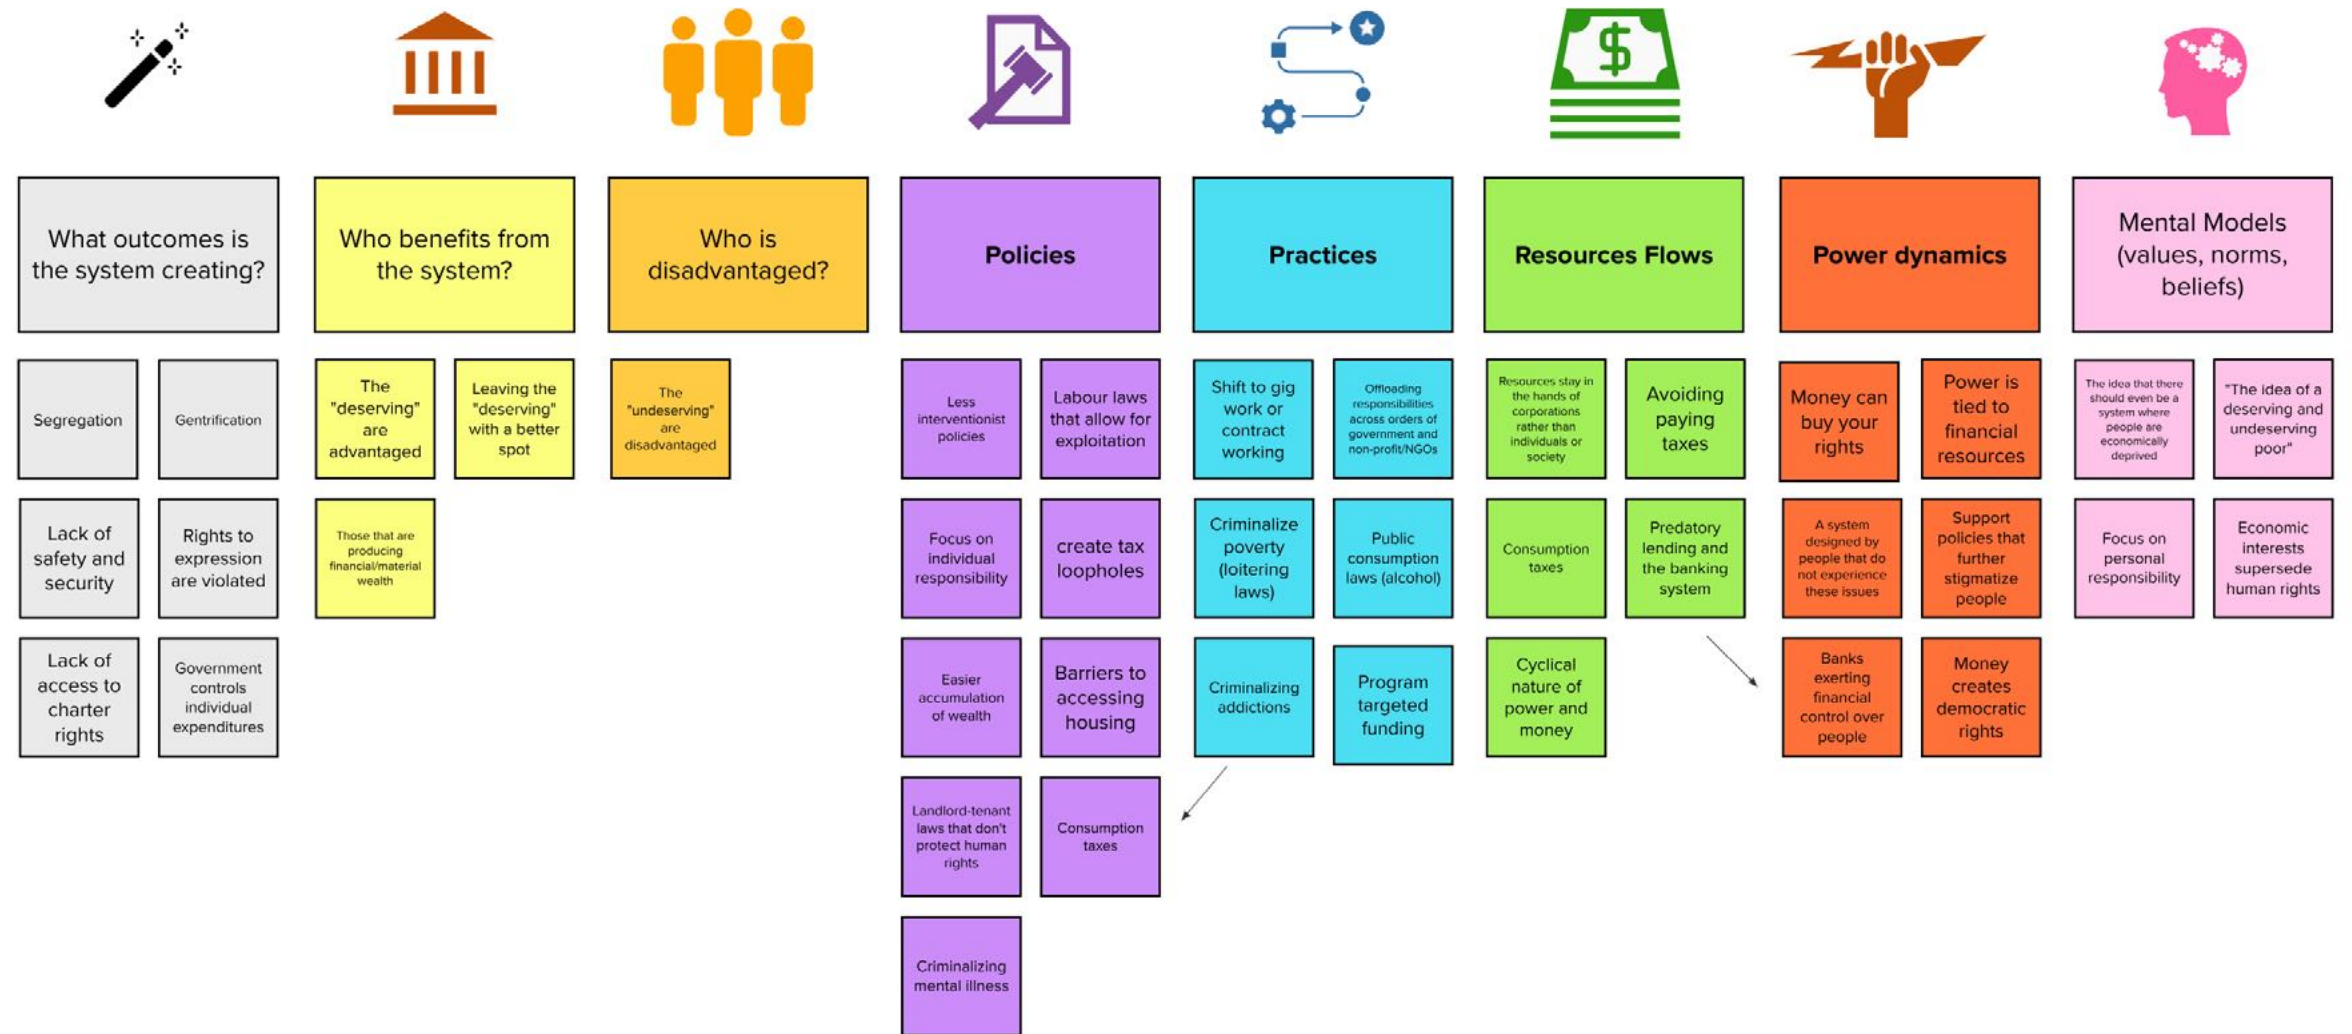 $
What outcomes is
the system creating?
Who benefits from
the system?
Who is
disadvantaged?
Policies
Practices
Resources Flows
Power dynamics
Mental Models
(values, norms,
beliefs)
Segregation
Gentrification
Lack of
safety and
security
Rights to
expression
are violated
Lack of
access to
charter
rights
Government
controls
individual
expenditures
The
"deserving"
are
advantaged
Leaving the
"deserving"
with a better
spot
Those that are
producing
financial/material
wealth
The
"undeserving"
are
disadvantaged
Less
interventionist
policies
Labour laws
that allow for
exploitation
Focus on
individual
responsibility
create tax
loopholes
Easier
accumulation
of wealth
Barriers to
accessing
housing
Landlord-tenant
laws that don't
protect human
rights
Consumption
taxes
Criminalizing
mental illness
Shift to gig
work or
contract
working
Offloading
responsibilities
across orders of
government and
non-profit/NGOs
Criminalize
poverty
(loitering
laws)
Public
consumption
laws (alcohol)
Criminalizing
addictions
Program
targeted
funding
Resources stay in
the hands of
corporations
rather than
individuals or
society
Avoiding
paying
taxes
Consumption
taxes
Predatory
lending and
the banking
system
Cyclical
nature of
power and
money
Money can
buy your
rights
Power is
tied to
financial
resources
A system
designed by
people that do
not experience
these issues
Support
policies that
further
stigmatize
people
Banks
exerting
financial
control over
people
Money
creates
democratic
rights
The idea that there
should even be a
system where
people are
economically
deprived
"The idea of a
deserving and
undeserving
poor"
Focus on
personal
responsibility
Economic
interests
supersede
human rights